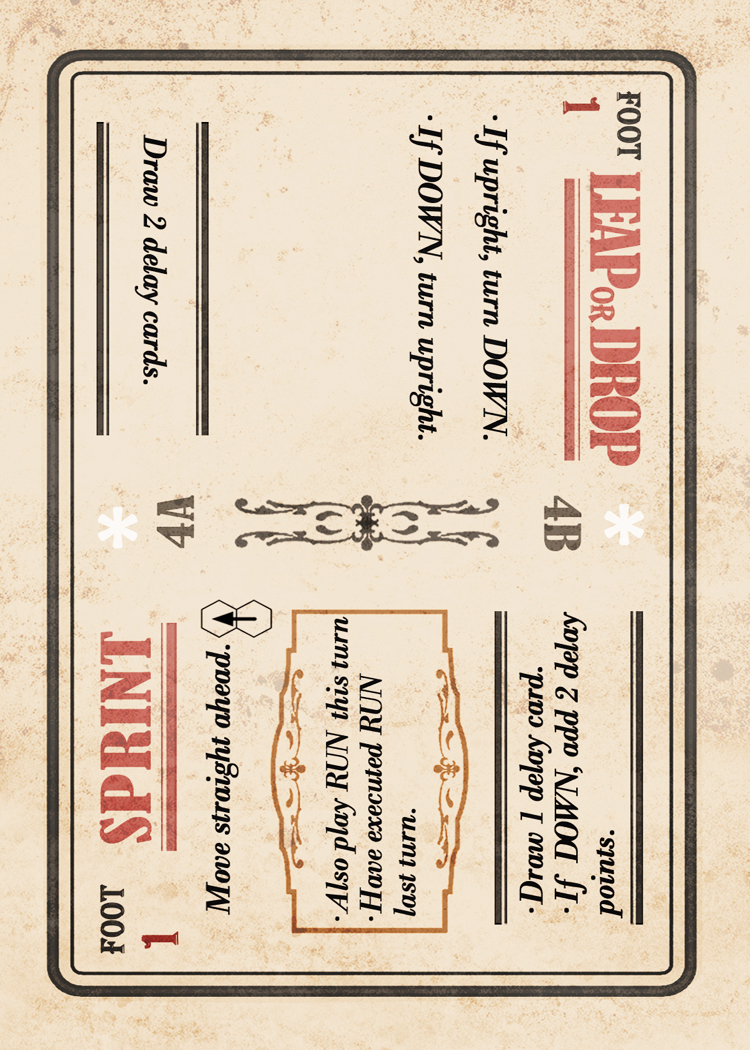 FOOT
1
LEAP OR DROP
·If upright, turn DOWN.
·If DOWN, turn upright.
Draw 2 delay cards.
4B
*
4A
*
FOOT
1
SPRINT
Move straight ahead.
·Also play RUN this turn
·Have executed RUN
last turn.
·Draw 1 delay card.
·If DOWN, add 2 delay
points.